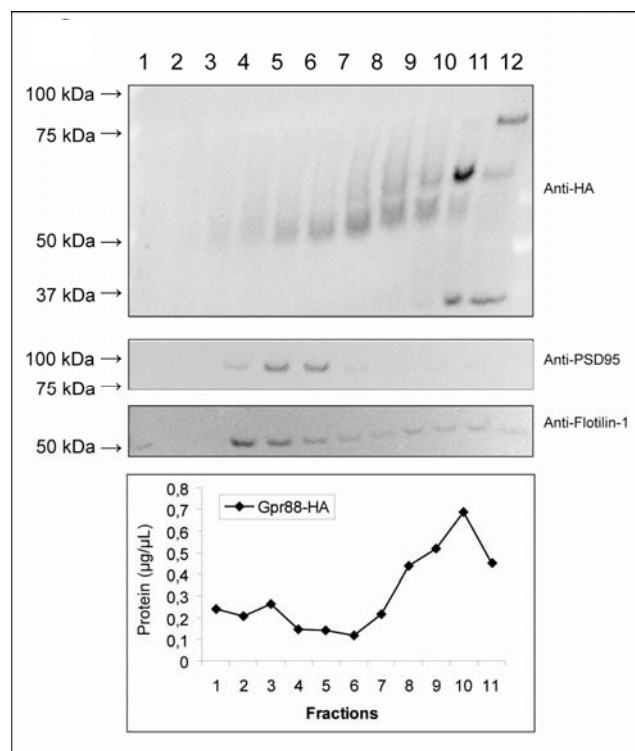 1 2 3 4 5 6 7 8 9 10 11 12
100 kDa →
75 kDa →
50 kDa →
37 kDa →
Anti-HA
100 kDa →
75 kDa →
Anti-PSD95
50 kDa →
Anti-Flotilin-1
Gpr88-HA
Protein (µg/µL)
0,8
0,7
0,6
0,5
0,4
0,3
0,2
0,1
0
1 2 3 4 5 6 7 8 9 10 11
Fractions